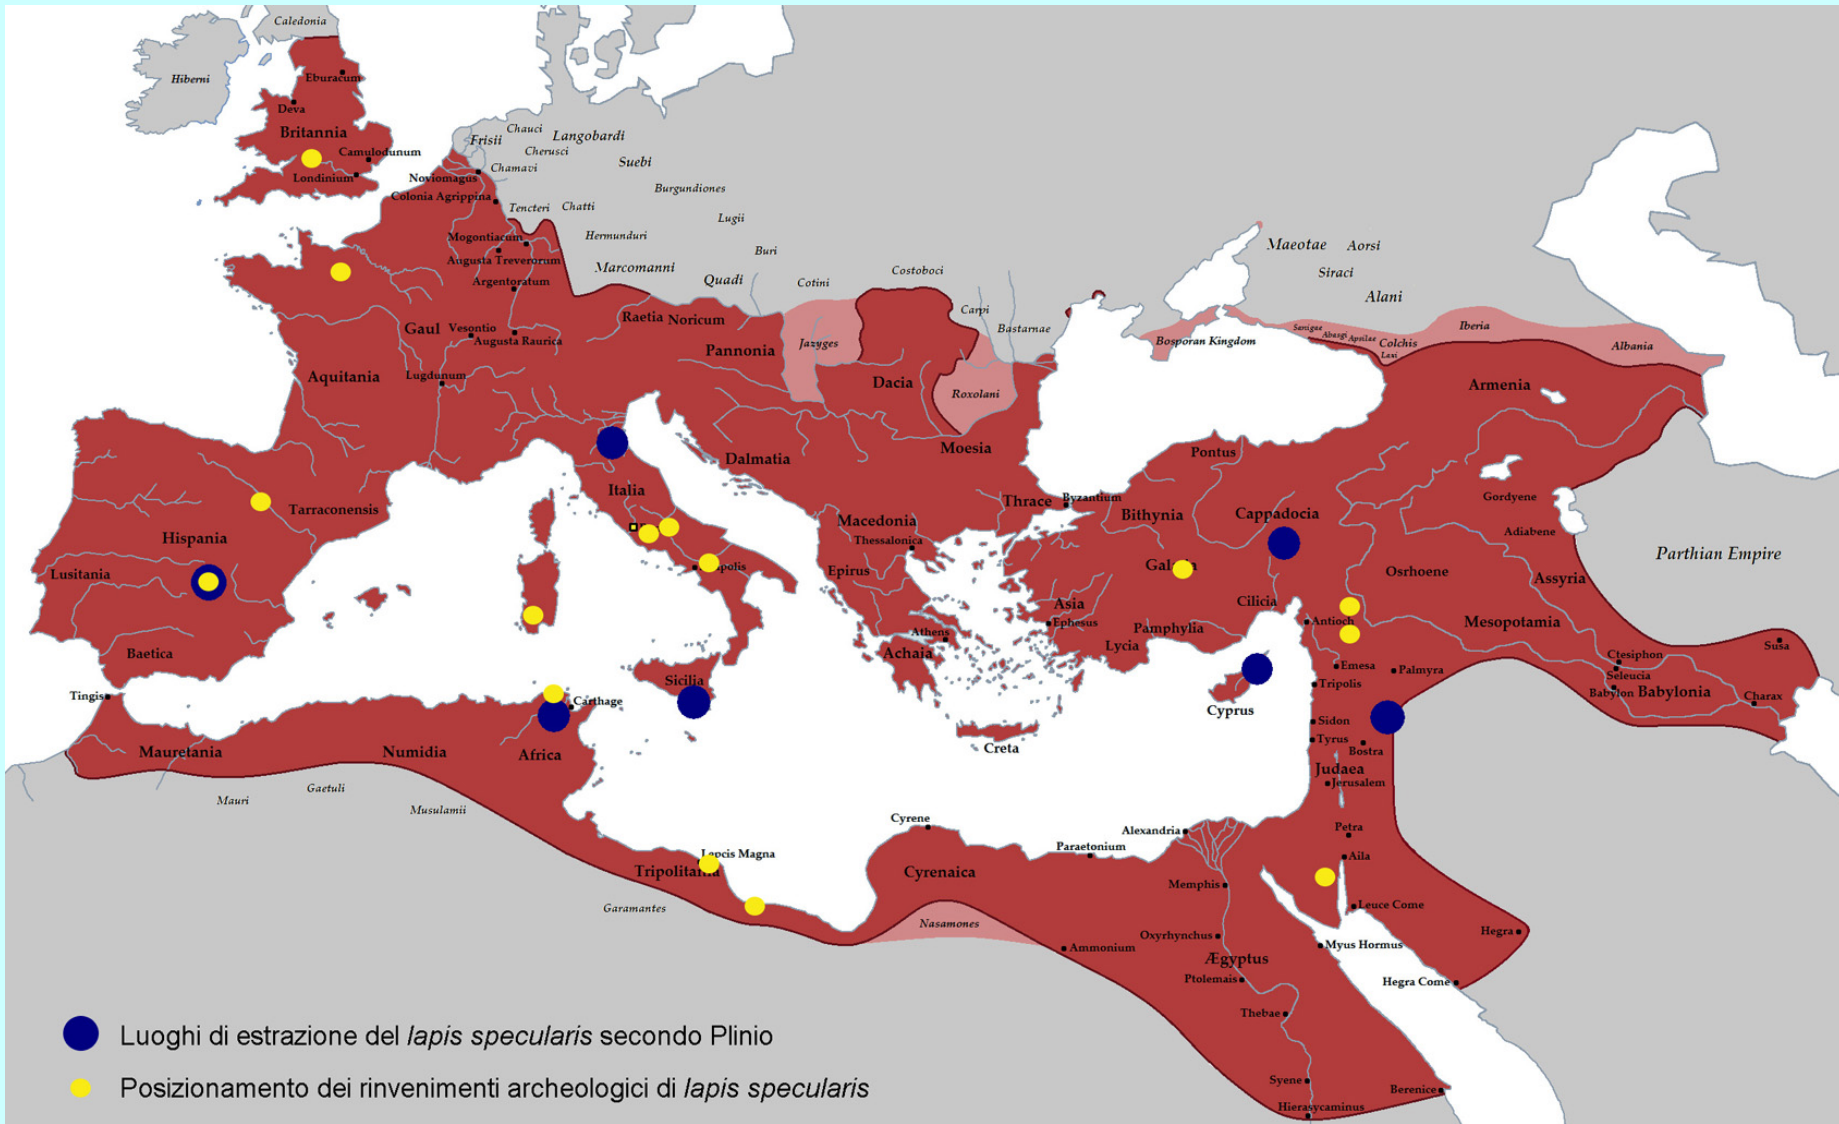 Caledonia
Hiberni
Eburacum
Deva
Britannia
Camulodunum
Londinium
Frisii
Chauci
Langobardi
Cherusci
Suebi
Chamavi
Noviomagus
Colonia Agrippina
Burgundiones
Tencteri
Chatti
Lugii
Mogontiacum
Hermunduri
Buri
Augusta Treverorum
Marcomanni
Quadi
Cotini
Costoboci
Argentoratum
Carpi
Bastarnae
Maeotae
Aorsi
Siraci
Alani
Gaul
Vesontio
Augusta Raurica
Raetia
Noricum
Pannonia
Jazyges
Bosporan Kingdom
Sanigae
Abasgi
Apsilae
Colchis
Lasi
Iberia
Albania
Aquitania
Lugdunum
Dacia
Roxolani
Armenia
Dalmatia
Moesia
Pontus
Italia
Tarraconensis
Hispania
Lusitania
Baetica
Thrace
Byzantium
Macedonia
Thessalonica
Bithynia
Cappadocia
Gordyene
Adiabene
Parthian Empire
Epirus
Osrhoene
Assyria
Asia
Ephesus
Cilicia
Antioch
Mesopotamia
Athens
Achaia
Lycia
Pamphylia
Sicilia
Emesa
Palmyra
Ctesiphon
Seleucia
Susa
Tingis
Carthage
Tripolis
Babylon
Babylonia
Charax
Cyprus
Sidon
Tyrus
Bostra
Mauretania
Numidia
Africa
Creta
Judaea
Jerusalem
Mauri
Gaetuli
Musulamii
Cyrene
Alexandria
Petra
Paraetonium
Lepcis Magna
Aila
Tripolitania
Cyrenaica
Memphis
Garamantes
Nasamones
Leuce Come
Hegra
Oxyrhynchus
Ammonium
Myus Hormus
Ægyptus
Ptolemais
Hegra Come
Thebae
Syene
Berenice
Hierasycaminus
Luoghi di estrazione del lapis specularis secondo Plinio
Posizionamento dei rinvenimenti archeologici di lapis specularis